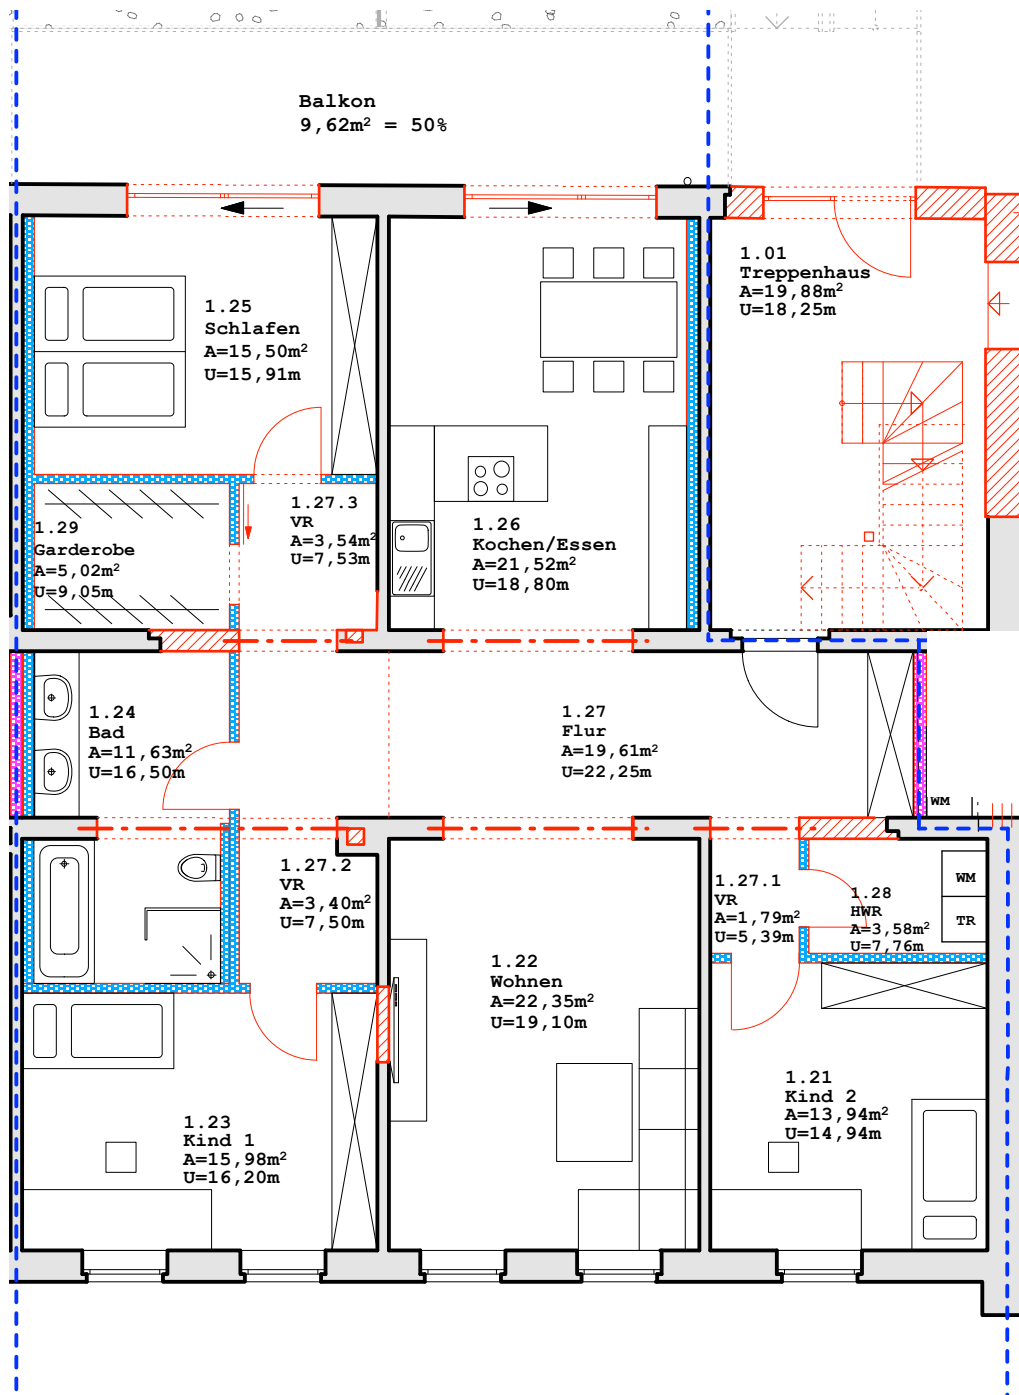 Balkon
9,62m² = 50%
1.01
Treppenhaus
A=19,88m²
U=18,25m
1.25
Schlafen
A=15,50m²
U=15,91m
1.27.3
VR
A=3,54m²
U=7,53m
1.29
Garderobe
A=5,02m²
U=9,05m
1.26
Kochen/Essen
A=21,52m²
U=18,80m
1.24
Bad
A=11,63m²
U=16,50m
1.27
Flur
A=19,61m²
U=22,25m
WM
1.27.2
VR
A=3,40m²
U=7,50m
1.27.1
VR
A=1,79m²
U=5,39m
1.28
HWR
A=3,58m²
U=7,76m
WM
TR
1.22
Wohnen
A=22,35m²
U=19,10m
1.21
Kind 2
A=13,94m²
U=14,94m
1.23
Kind 1
A=15,98m²
U=16,20m